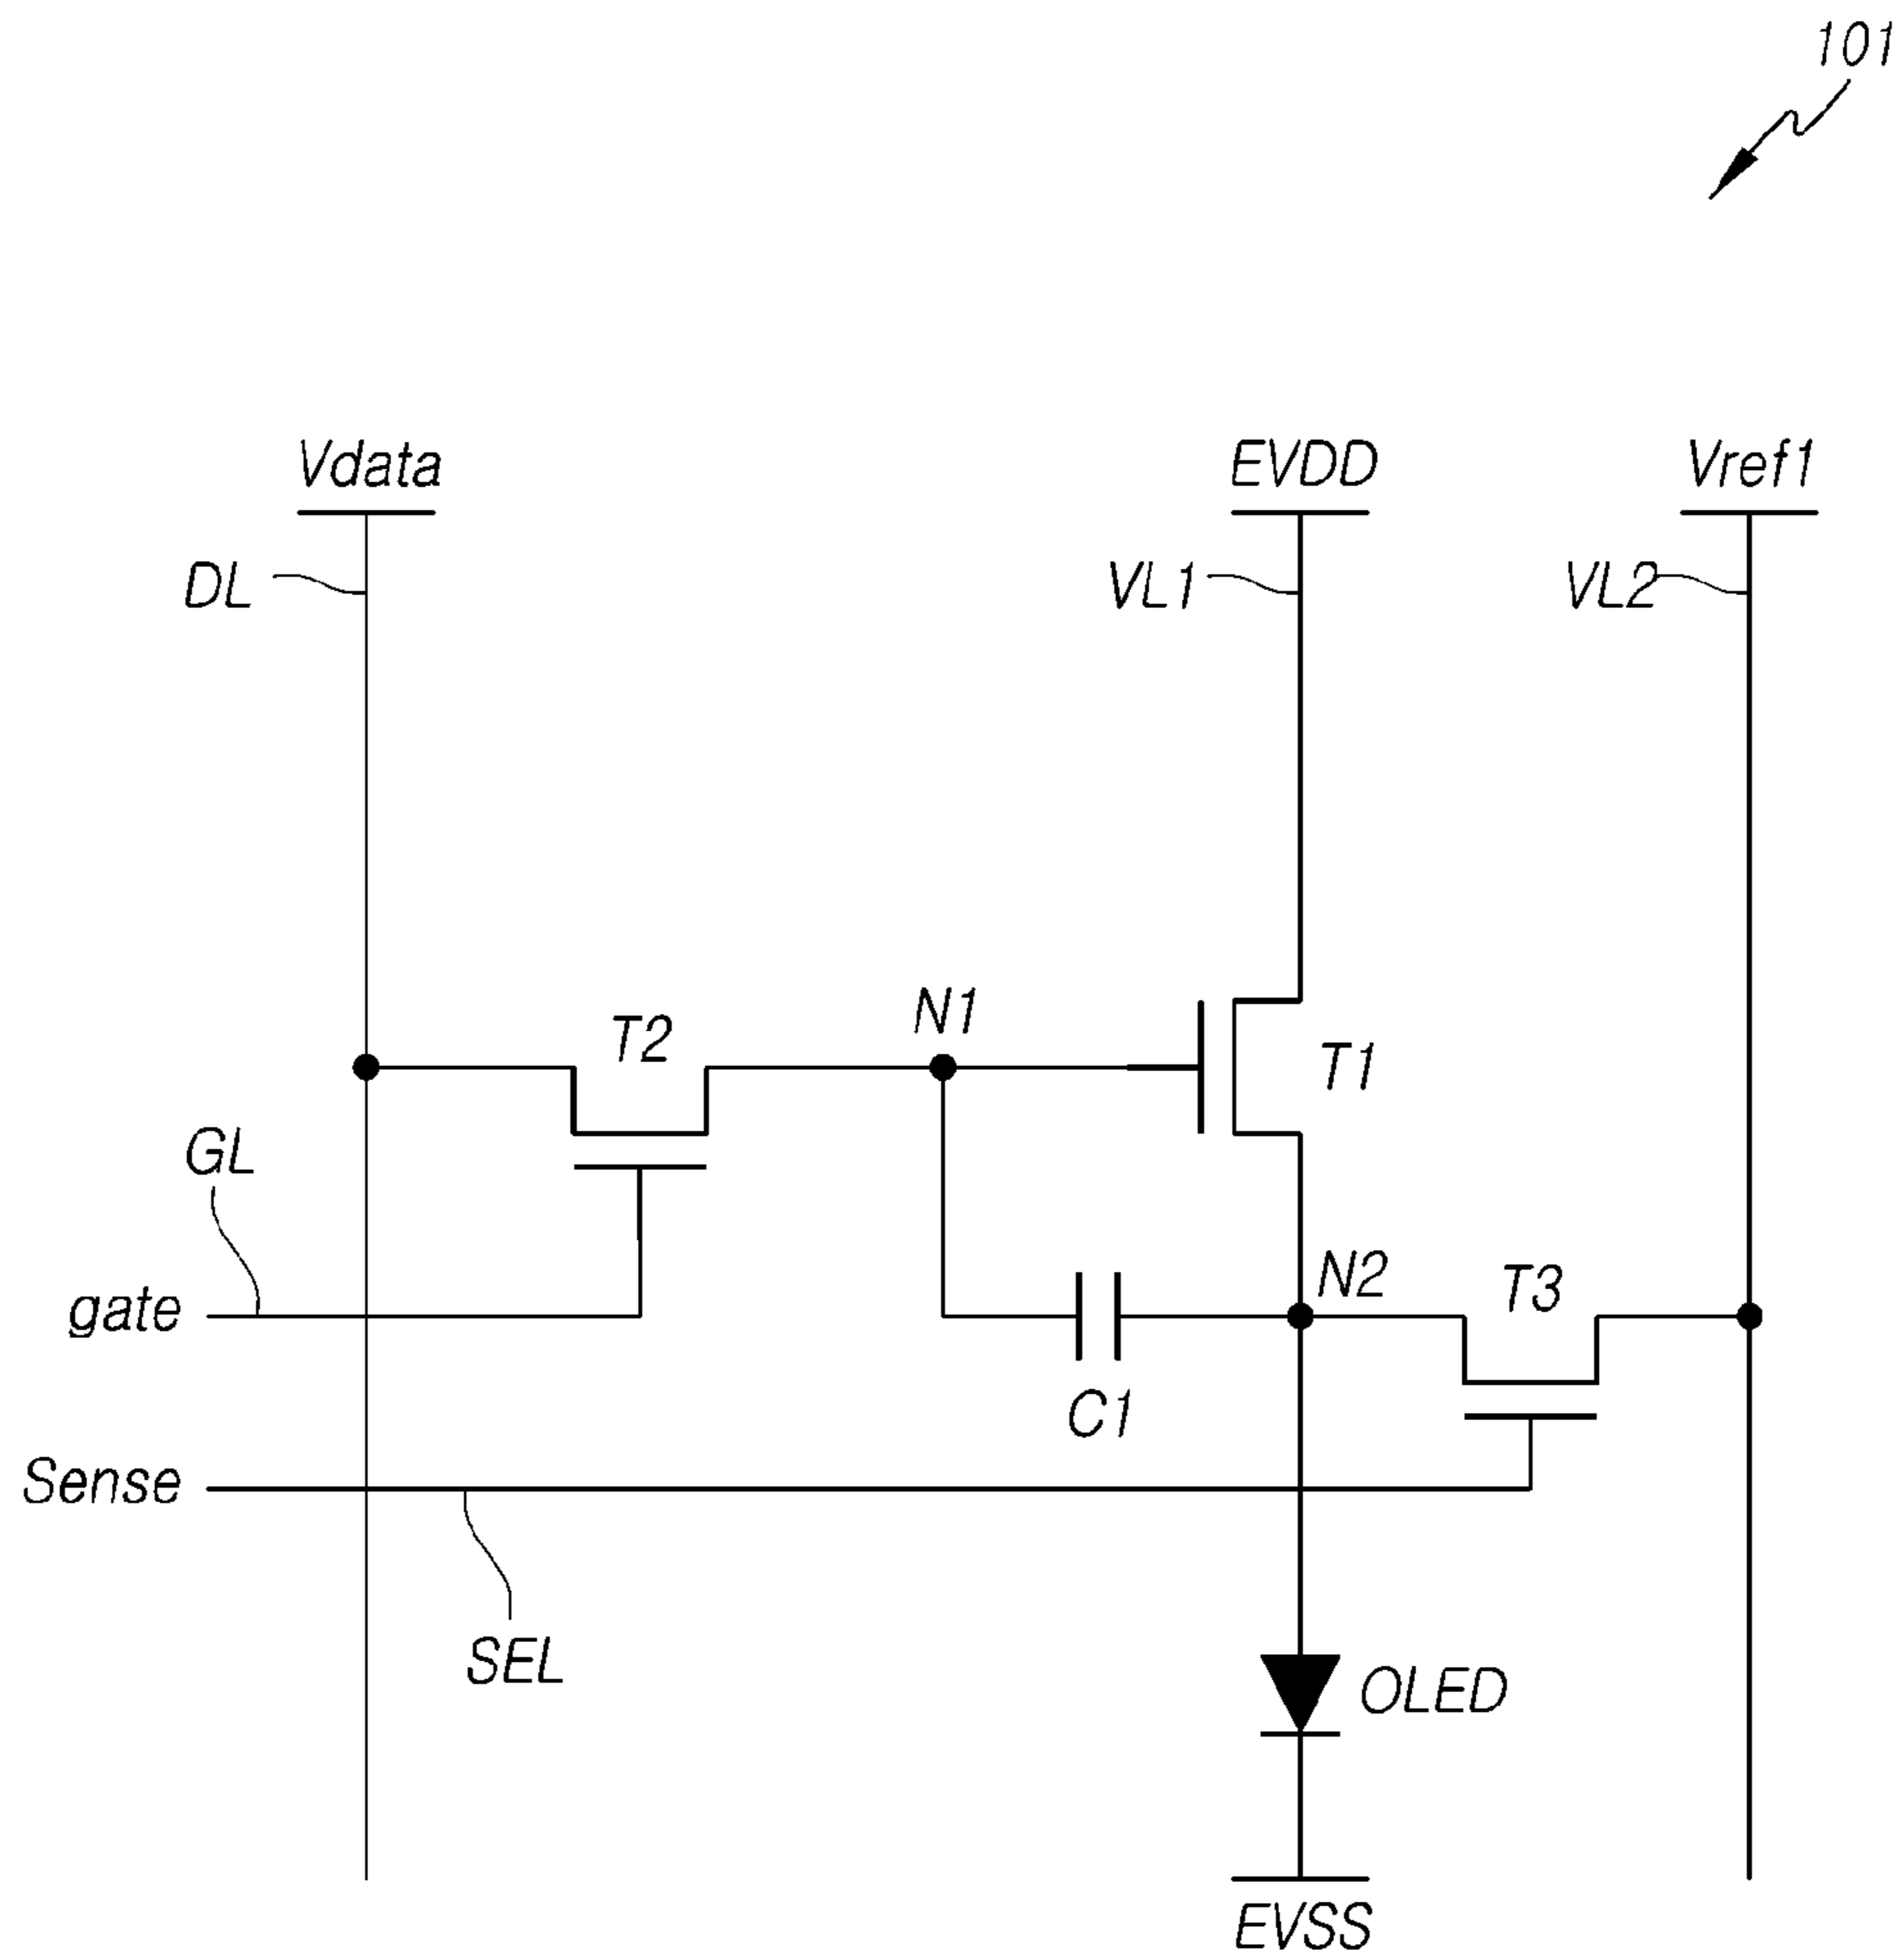 101
Vdata
EVDD
Vref1
DL
VL1
VL2
N1
T2
T1
GL
N2
T3
gate
C1
Sense
SEL
OLED
EVSS